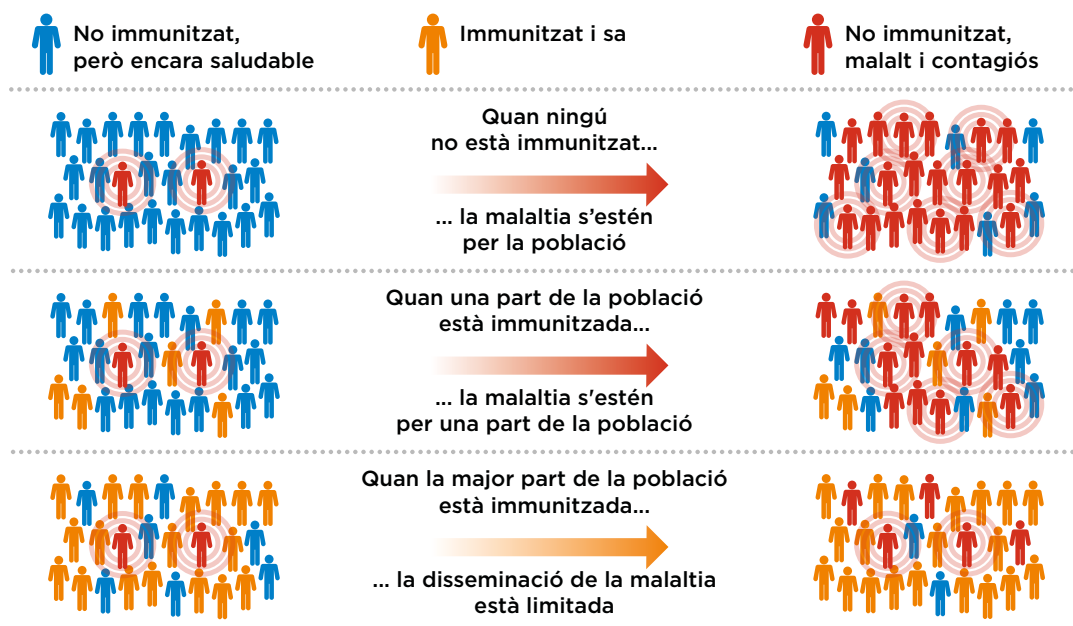 No immunitzat,
però encara saludable
Immunitzat i sa
No immunitzat,
malalt i contagiós
Quan ningú
no està immunitzat...
... la malaltia s’estén
per la població
Quan una part de la població
està immunitzada...
... la malaltia s'estén
per una part de la població
Quan la major part de la població
està immunitzada...
... la disseminació de la malaltia
està limitada